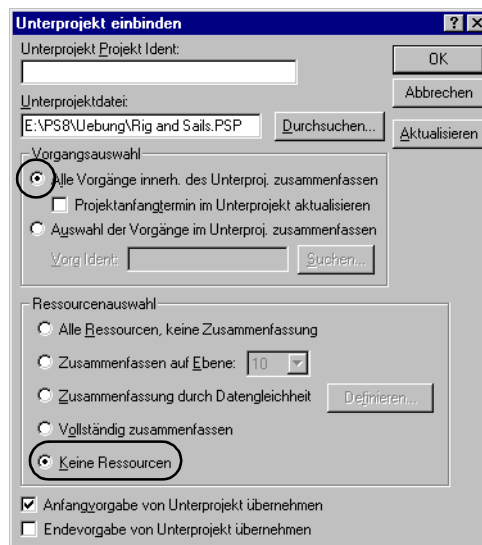 Unterprojekt einbinden
Unterprojekt Projekt Ident:
OK
Abbrechen
Unterprojektdatei:
E:\PS8\Uebung\Rig and Sails.PSP
Durchsuchen...
Aktualisieren
Vorgangsauswahl
Alle Vorgänge innerh. des Unterproj. zusammenfassen
Projektanfangtermin im Unterprojekt aktualisieren
Auswahl der Vorgänge im Unterproj. zusammenfassen
Vorg Ident:
Suchen...
Ressourcenauswahl
Alle Ressourcen, keine Zusammenfassung
Zusammenfassen auf Ebene: 10
Zusammenfassung durch Datengleichheit
Definieren...
Vollständig zusammenfassen
Keine Ressourcen
Anfangvorgabe von Unterprojekt übernehmen
Endevorgabe von Unterprojekt übernehmen